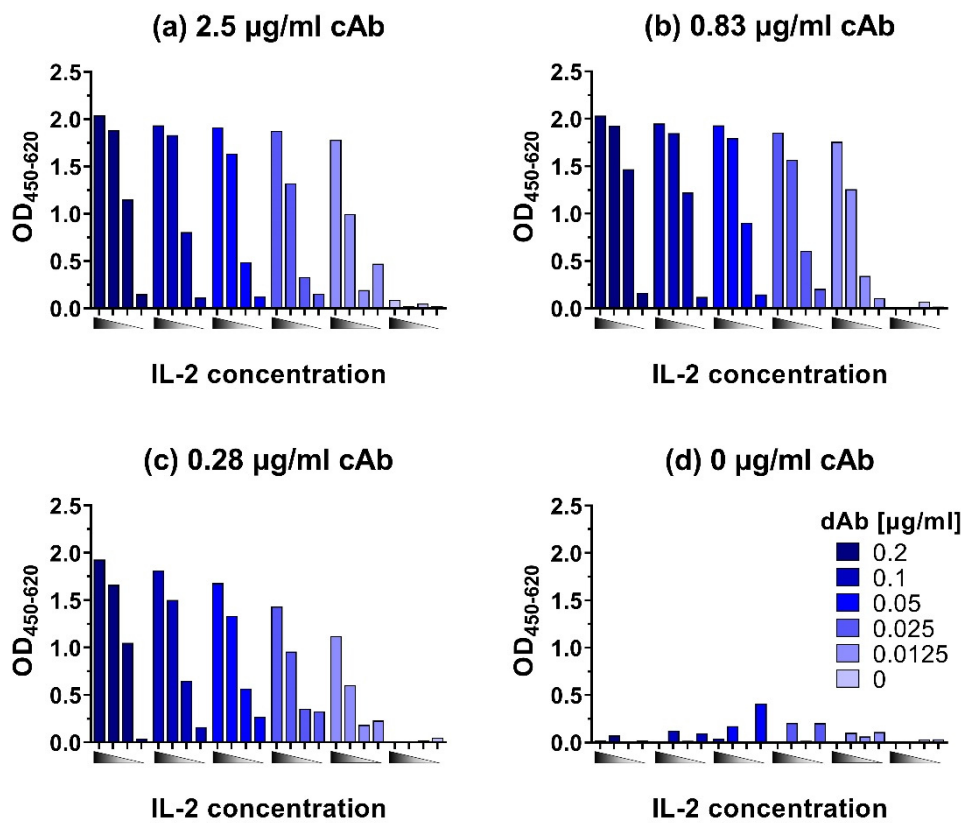 (a) 2.5 µg/ml cAb
OD450-620
2.5
2.0
1.5
1.0
0.5
0.0
IL-2 concentration
(b) 0.83 µg/ml cAb
OD450-620
2.5
2.0
1.5
1.0
0.5
0.0
IL-2 concentration
(c) 0.28 µg/ml cAb
OD450-620
2.5
2.0
1.5
1.0
0.5
0.0
IL-2 concentration
(d) 0 µg/ml cAb
OD450-620
2.5
2.0
1.5
1.0
0.5
0.0
dAb [µg/ml]
0.2
0.1
0.05
0.025
0.0125
0
IL-2 concentration